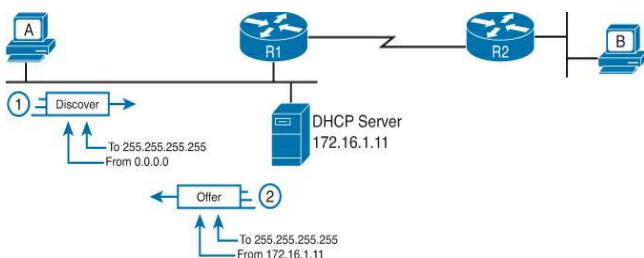 A
R1
R2
B
1
Discover
To 255.255.255.255
From 0.0.0.0
DHCP Server
172.16.1.11
Offer
2
To 255.255.255.255
From 172.16.1.11